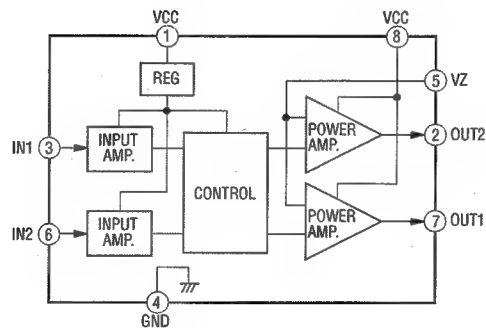 VCC VCC
1 8
REG
5 VZ
IN1 3 INPUT AMP. POWER AMP. 2 OUT2
CONTROL
IN2 6 INPUT AMP. POWER AMP. 7 OUT1
4
GND